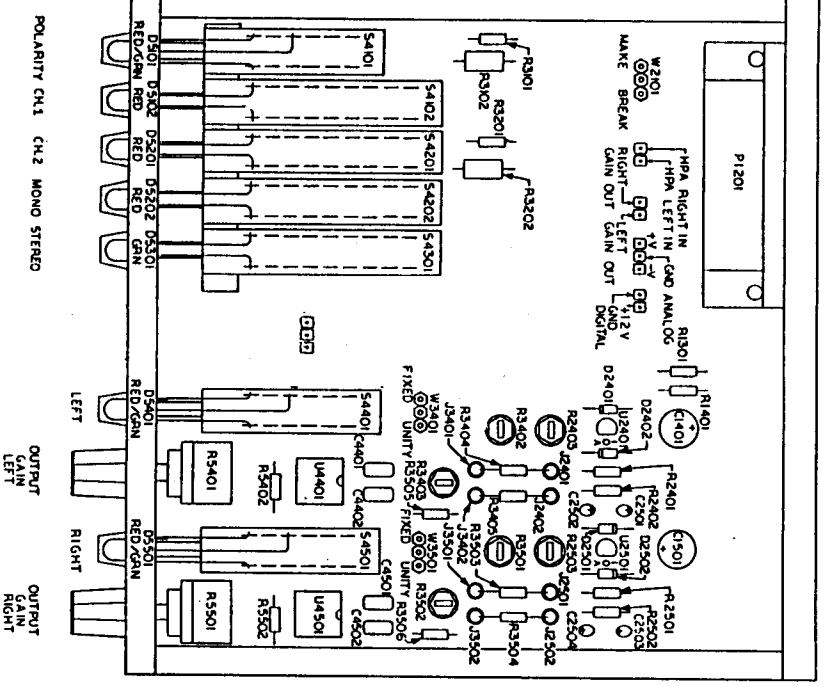 POLARITY CH.1 CH.2 MONO STEREO
LEFT
OUTPUT
GAIN
LEFT
RIGHT
OUTPUT
GAIN
RIGHT
D5101
RED/GRN
D5102
RED
D5201
RED
D5202
RED
D5301
GRN
D5401
RED/GRN
D5501
RED/GRN
S4101
S4102
S4201
S4202
S4301
S4401
S4501
R5401
R5402
U4401
C4401
C4402
R5501
R5502
U4501
C4501
C4502
R3101
R3102
R3201
R3202
W2101
MAKE BREAK
P1201
HPA RIGHT IN
HPA LEFT IN
RIGHT
GAIN OUT
LEFT
GAIN OUT
+V
GND ANALOG
-V
+12V
GND
DIGITAL
R1301
R1401
C1401
D2401
U2401
D2402
A
R2401
R2402
C2501
C2502
R2403
R3402
J2401
J2402
R3404
J3401
R3405
J3402
W3401
FIXED
UNITY
R3403
R3505
C1501
D2501
U2501
D2502
R2501
R2502
C2503
C2504
R2503
R3501
J2501
J2502
R3503
J3501
R3504
J3502
W3501
FIXED
UNITY
R3502
R3506